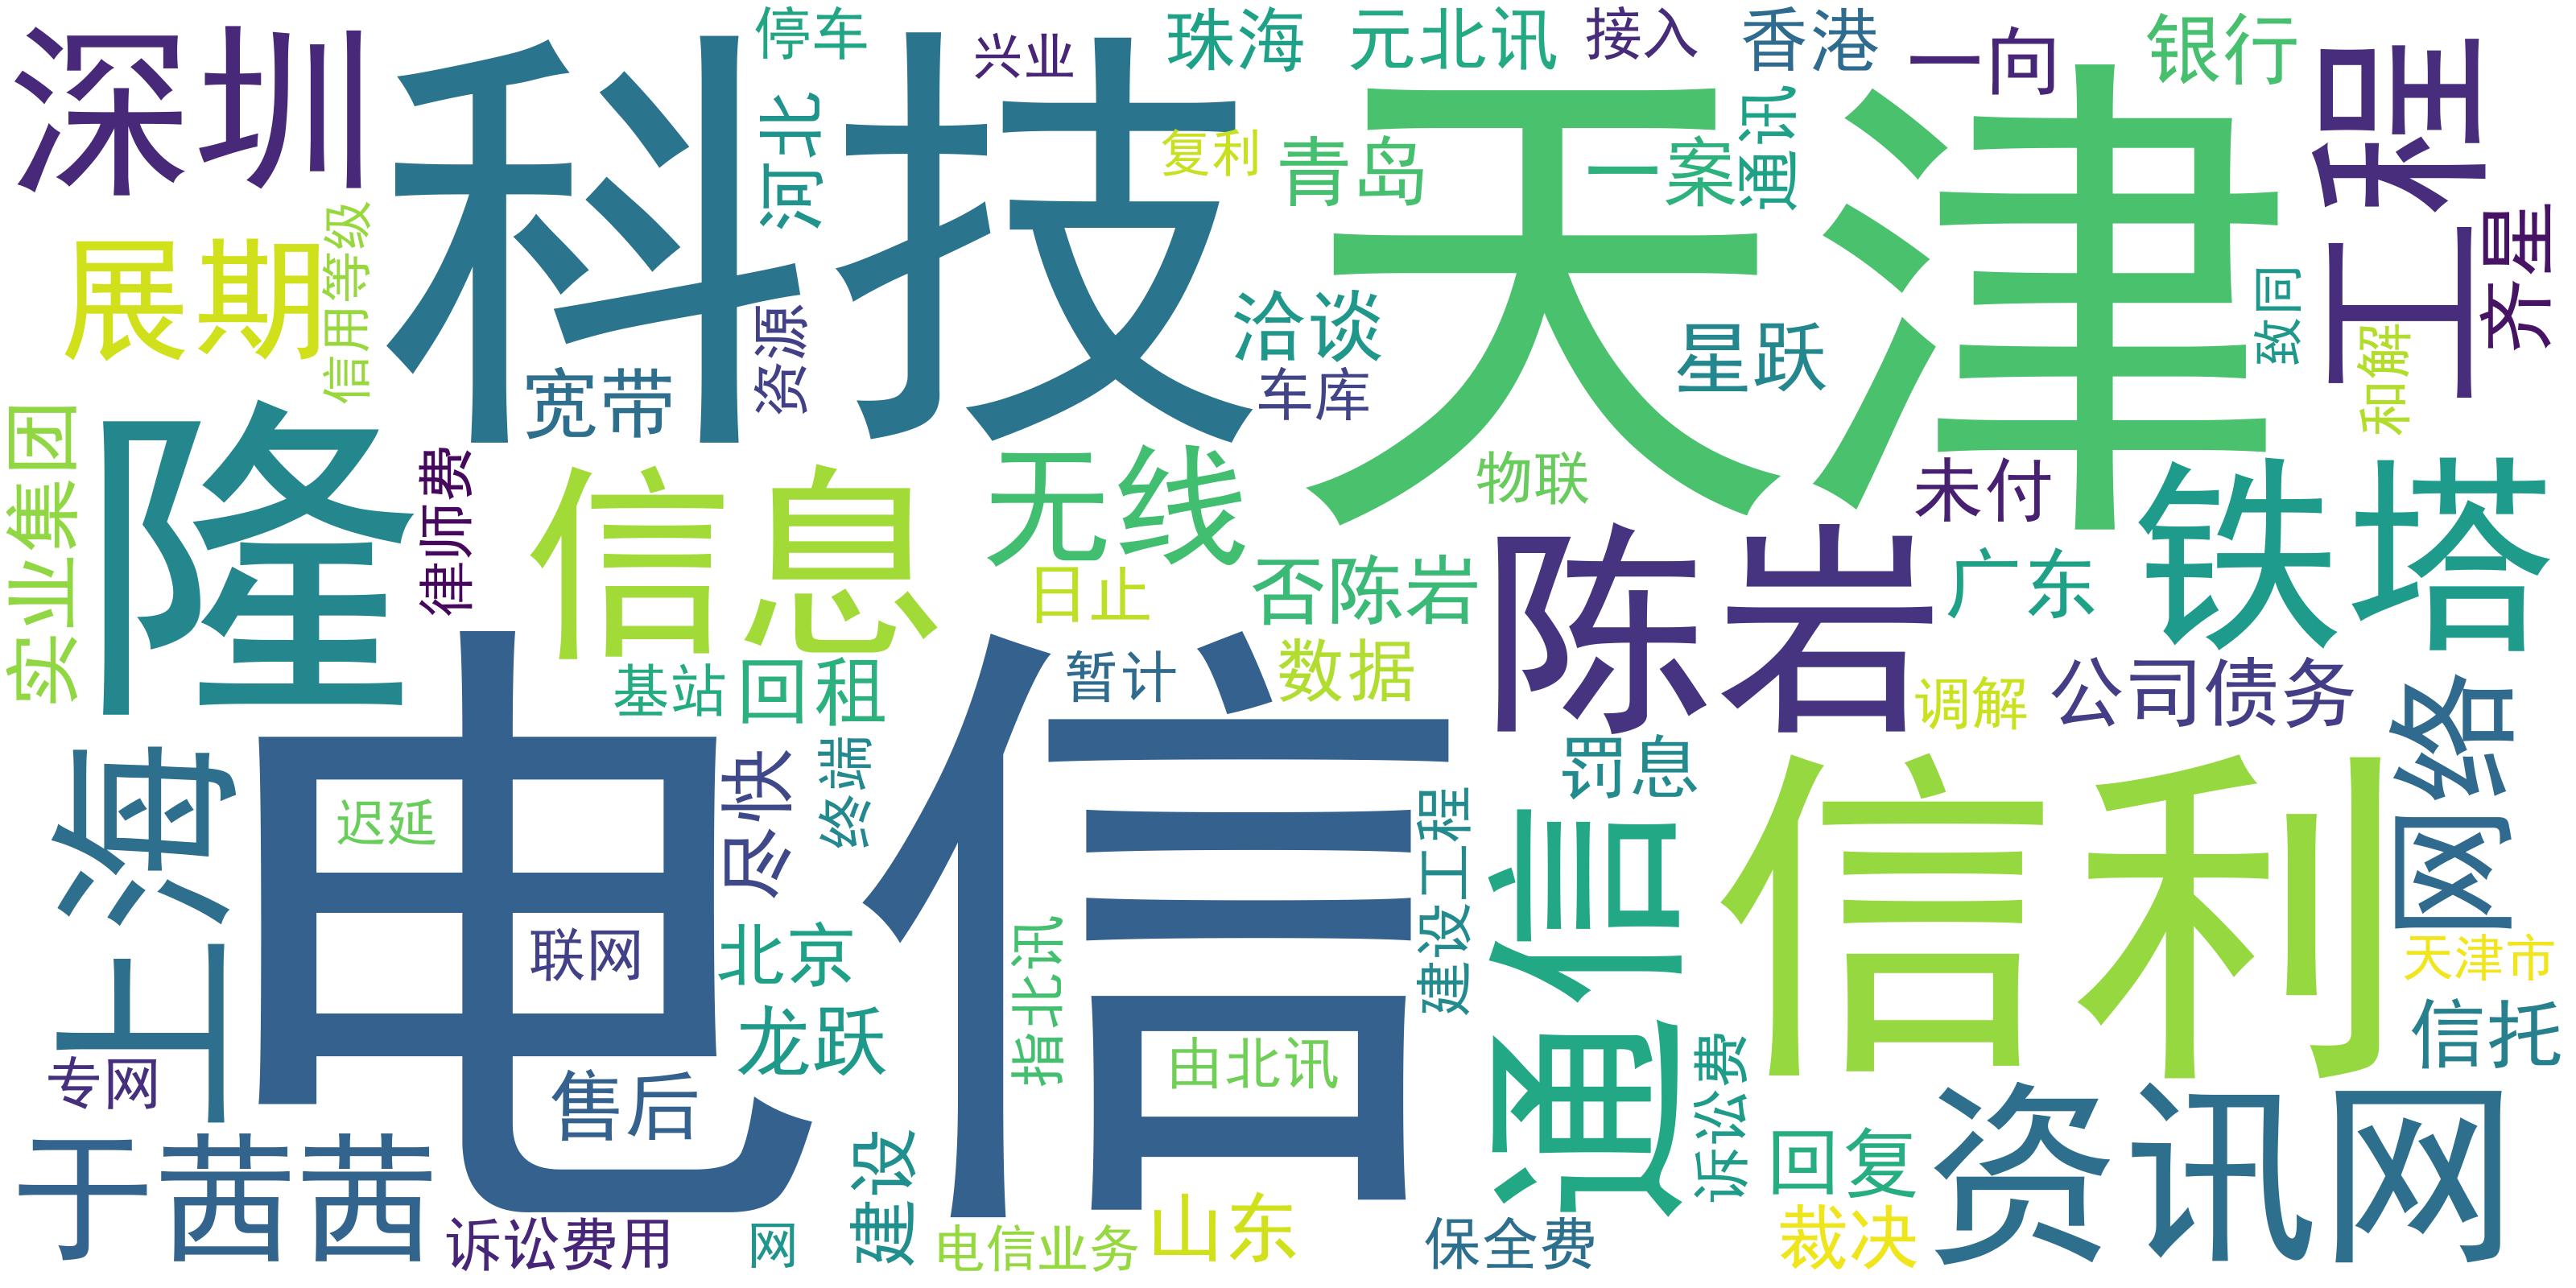 深圳
科技
停车
兴业
珠海
元北讯
接入
香港
一向
银行
工程
河北
复利
青岛
一案
通讯
天津
齐星
展期
信用等级
资源
洽谈
星跃
致同
宽带
车库
和解
实业集团
隆
律师费
信息
无线
物联
未付
铁塔
日止
否陈岩
陈岩
广东
基站
回租
暂计
数据
调解
公司债务
上海
电信
迟延
尽快
终端
罚息
信利
网络
建设工程
通信
联网
北京
指北讯
天津市
龙跃
由北讯
诉讼费
信托
专网
售后
于茜茜
建设
回复
资讯网
诉讼费用
网
电信业务
山东
保全费
裁决